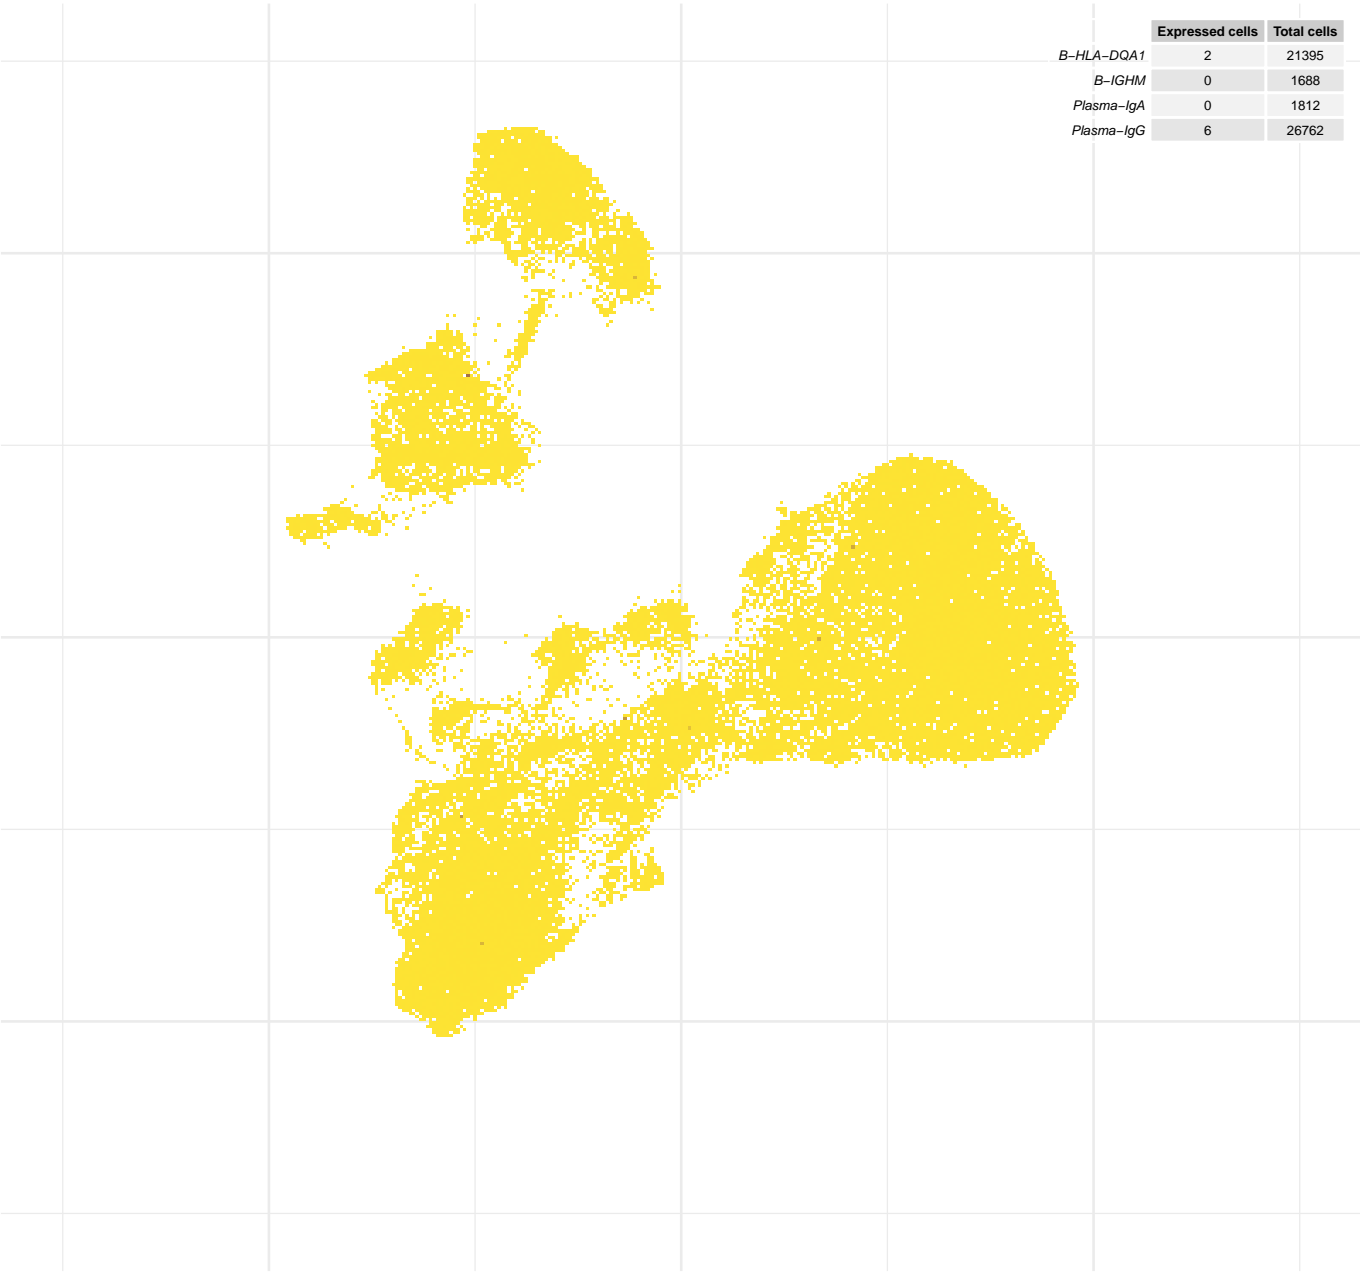 Expressed cells Total cells
B−HLA−DQA1 2 21395
B−IGHM 0 1688
Plasma−IgA 0 1812
Plasma−IgG 6 26762